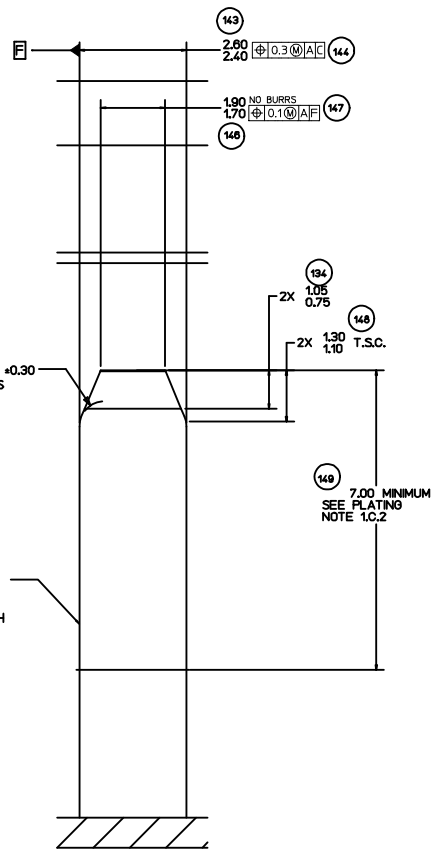 143
F
2.60
2.40 ⌖ 0.3 Ⓜ A C 144
1.90 NO BURRS
1.70 ⌖ 0.1 Ⓜ A F 147
146
134
2X 1.05
0.75
148
2X 1.30 T.S.C.
1.10
±0.30
S
149
7.00 MINIMUM
SEE PLATING
NOTE 1.C.2
H